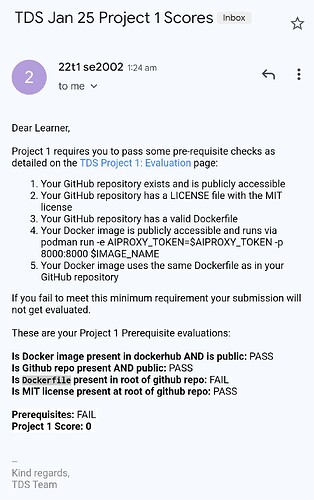 TDS Jan 25 Project 1 Scores Inbox
2
22t1 se2002 1:24 am
to me
Dear Learner,
Project 1 requires you to pass some pre-requisite checks as
detailed on the TDS Project 1: Evaluation page:
1. Your GitHub repository exists and is publicly accessible
2. Your GitHub repository has a LICENSE file with the MIT
license
3. Your GitHub repository has a valid Dockerfile
4. Your Docker image is publicly accessible and runs via
podman run -e AIPROXY_TOKEN=$AIPROXY_TOKEN -p
8000:8000 $IMAGE_NAME
5. Your Docker image uses the same Dockerfile as in your
GitHub repository
If you fail to meet this minimum requirement your submission will
not get evaluated.
These are your Project 1 Prerequisite evaluations:
Is Docker image present in dockerhub AND is public: PASS
Is Github repo present AND public: PASS
Is Dockerfile present in root of github repo: FAIL
Is MIT license present at root of github repo: PASS
Prerequisites: FAIL
Project 1 Score: 0
--
Kind regards,
TDS Team